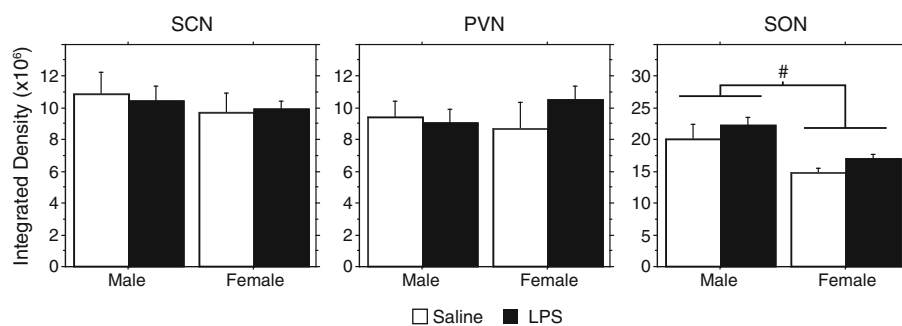 SCN
PVN
SON
Integrated Density (x10⁶)
12
10
8
6
4
2
0
Male
Female
12
10
8
6
4
2
0
Male
Female
30
25
20
15
10
5
0
#
Male
Female
Saline
LPS